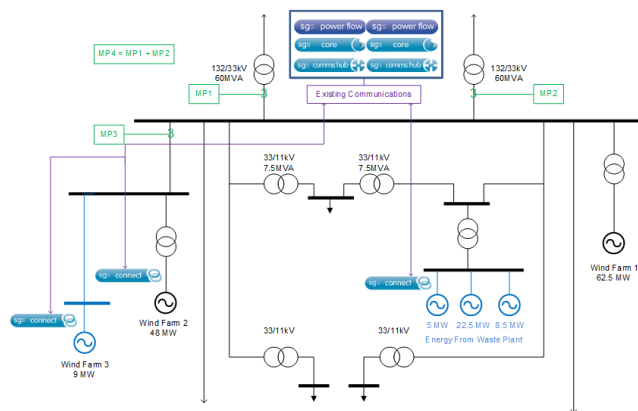 sgs power flow
sgs power flow
sgs core
sgs core
sgs comms hub
sgs comms hub
MP4 = MP1 + MP2
132/33kV
60MVA
132/33kV
60MVA
MP1
Existing Communications
MP2
MP3
33/11kV
7.5MVA
33/11kV
7.5MVA
sgs connect
sgs connect
Wind Farm 1
62.5 MW
Wind Farm 2
48 MW
5 MW
22.5 MW
8.5 MW
Energy From Waste Plant
sgs connect
33/11kV
33/11kV
Wind Farm 3
9 MW